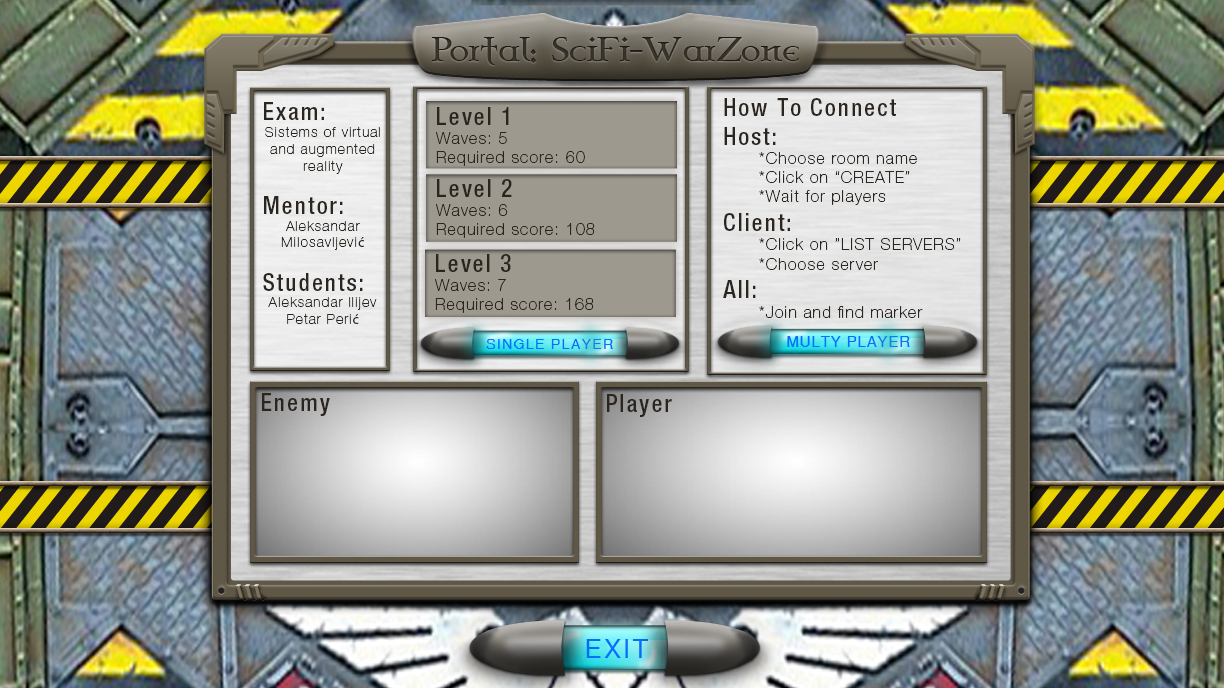 Portal: SciFi-WarZone
Exam:
Sistems of virtual
and augmented
reality
Mentor:
Aleksandar
Milosavljević
Students:
Aleksandar Ilijev
Petar Perić
Level 1
Waves: 5
Required score: 60
Level 2
Waves: 6
Required score: 108
Level 3
Waves: 7
Required score: 168
SINGLE PLAYER
How To Connect
Host:
*Choose room name
*Click on "CREATE"
*Wait for players
Client:
*Click on "LIST SERVERS"
*Choose server
All:
*Join and find marker
MULTY PLAYER
Enemy
Player
EXIT